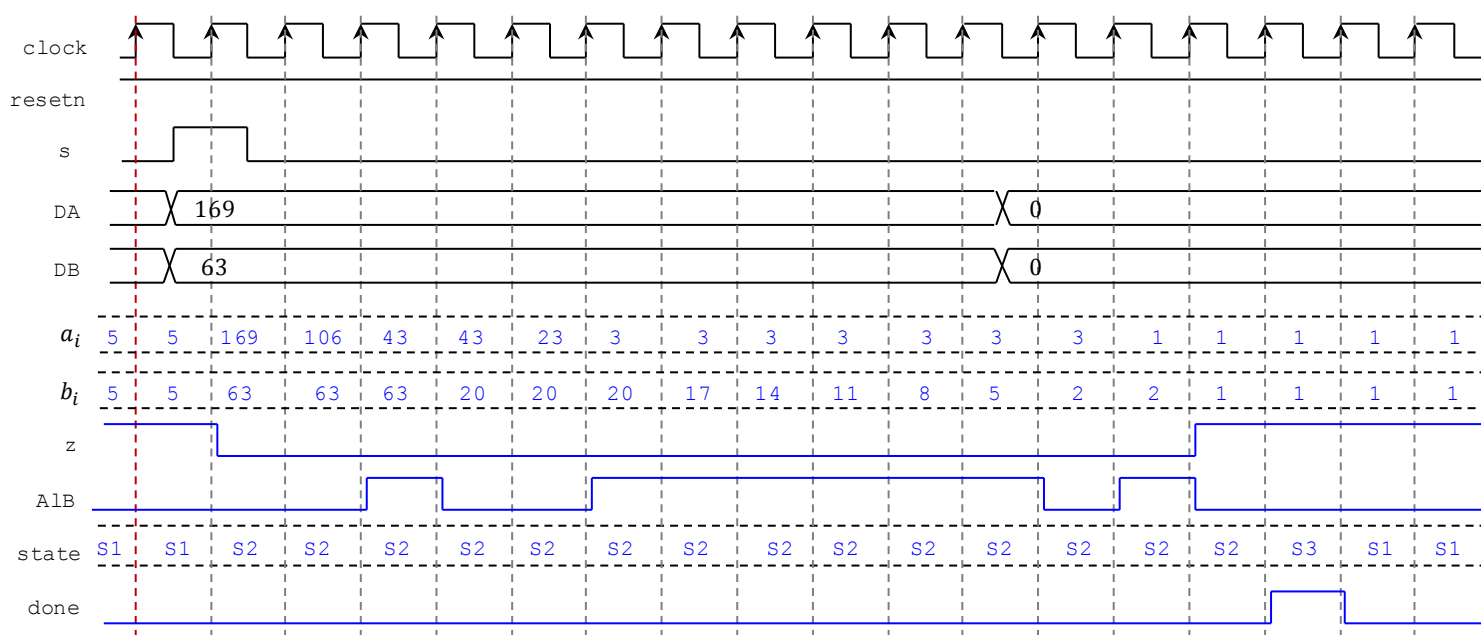 clock
resetn
s
DA 169 0
DB 63 0
a_i 5 5 169 106 43 43 23 3 3 3 3 3 3 3 1 1 1 1 1
b_i 5 5 63 63 63 20 20 20 17 14 11 8 5 2 2 1 1 1 1
z
AlB
state S1 S1 S2 S2 S2 S2 S2 S2 S2 S2 S2 S2 S2 S2 S2 S2 S3 S1 S1
done